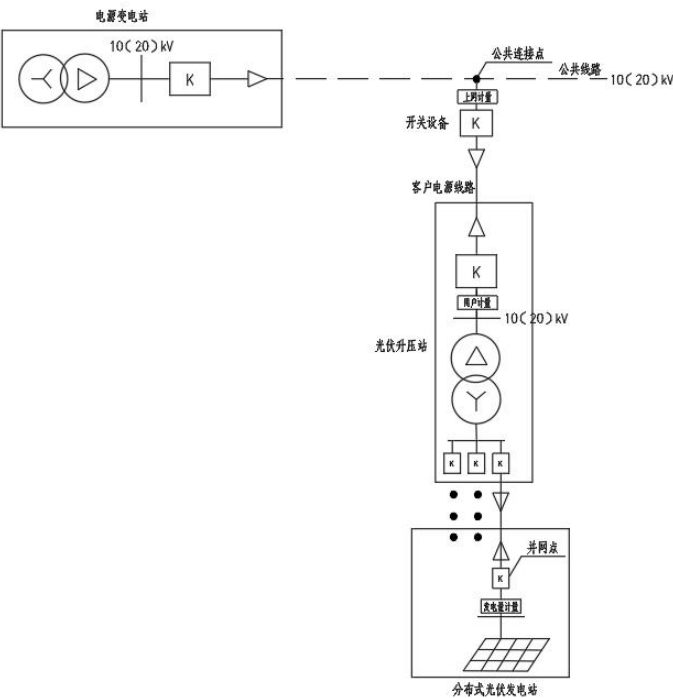 电源变电站
10(20)kV
K
公共连接点
公共线路
10(20)kV
上网计量
开关设备
K
客户电源线路
K
用户计量
10(20)kV
光伏升压站
K K K
并网点
K
发电量计量
分布式光伏发电站